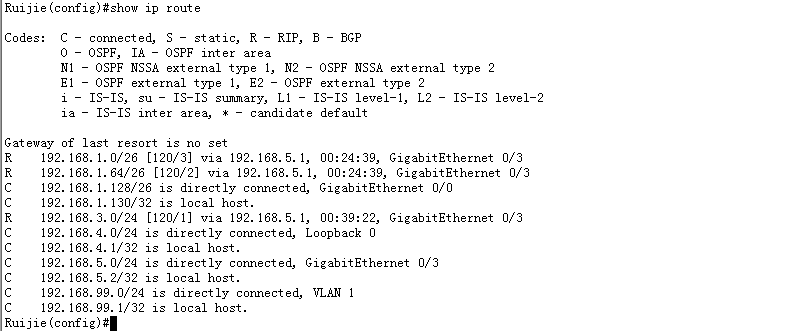 Ruijie(config)#show ip route
Codes: C - connected, S - static, R - RIP, B - BGP
O - OSPF, IA - OSPF inter area
N1 - OSPF NSSA external type 1, N2 - OSPF NSSA external type 2
E1 - OSPF external type 1, E2 - OSPF external type 2
i - IS-IS, su - IS-IS summary, L1 - IS-IS level-1, L2 - IS-IS level-2
ia - IS-IS inter area, * - candidate default
Gateway of last resort is no set
R 192.168.1.0/26 [120/3] via 192.168.5.1, 00:24:39, GigabitEthernet 0/3
R 192.168.1.64/26 [120/2] via 192.168.5.1, 00:24:39, GigabitEthernet 0/3
C 192.168.1.128/26 is directly connected, GigabitEthernet 0/0
C 192.168.1.130/32 is local host.
R 192.168.3.0/24 [120/1] via 192.168.5.1, 00:39:22, GigabitEthernet 0/3
C 192.168.4.0/24 is directly connected, Loopback 0
C 192.168.4.1/32 is local host.
C 192.168.5.0/24 is directly connected, GigabitEthernet 0/3
C 192.168.5.2/32 is local host.
C 192.168.99.0/24 is directly connected, VLAN 1
C 192.168.99.1/32 is local host.
Ruijie(config)#